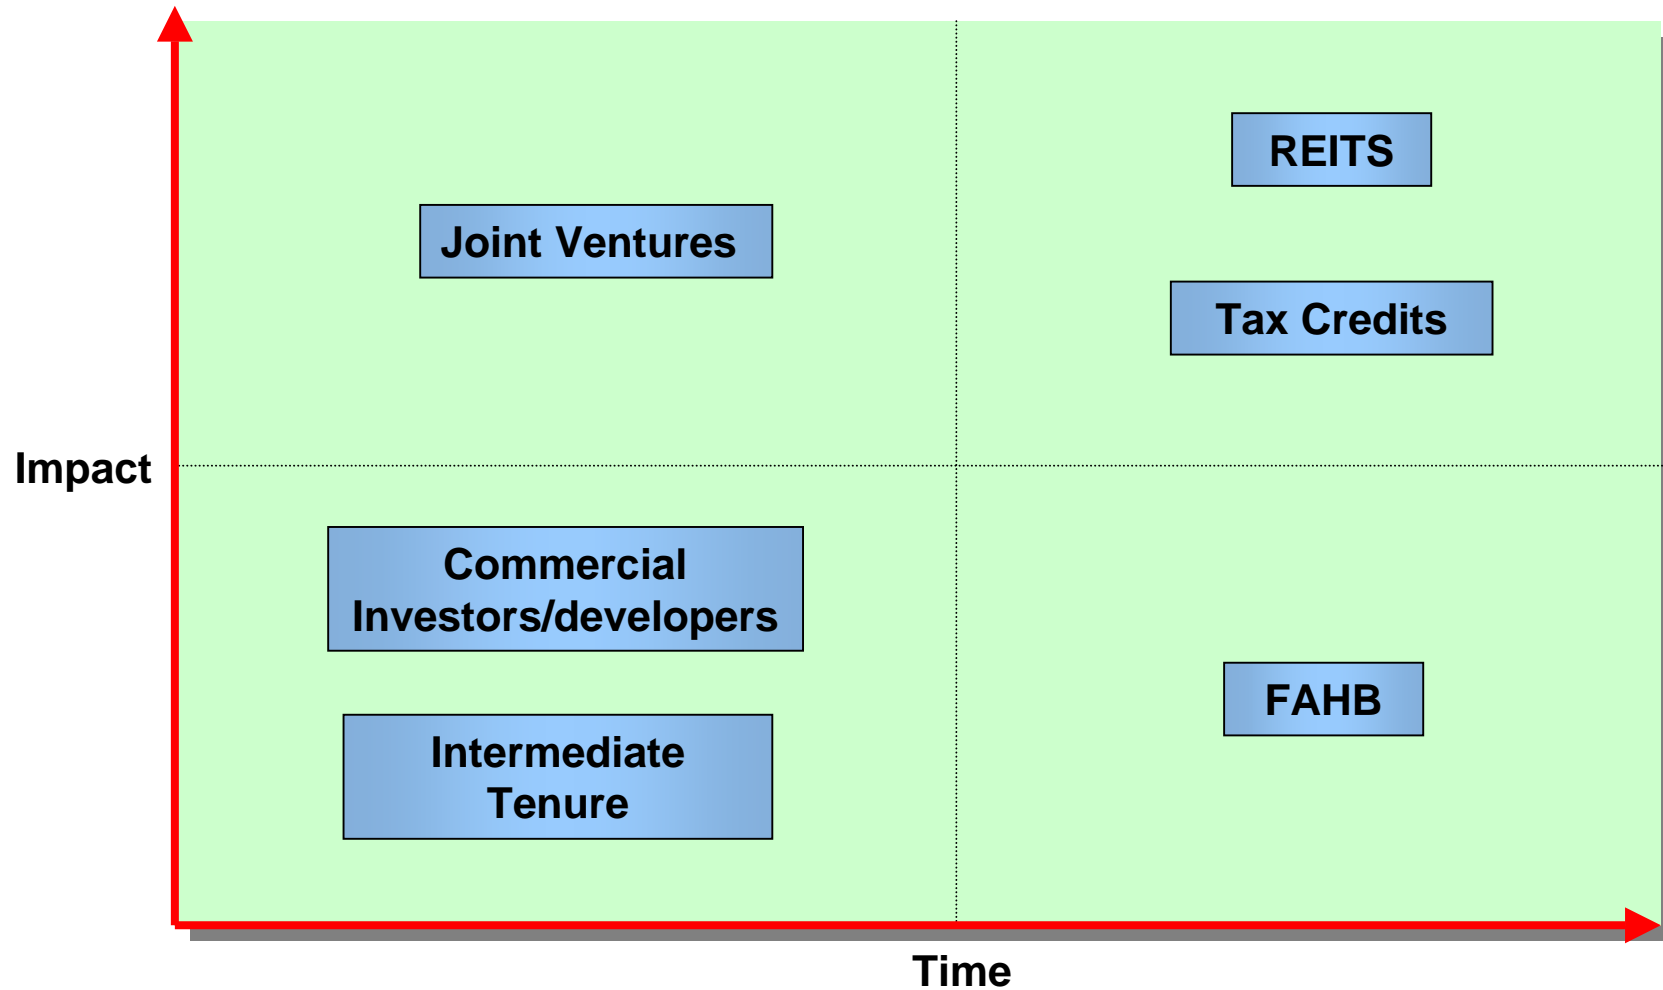 REITS
Joint Ventures
Tax Credits
Impact
Commercial
Investors/developers
FAHB
Intermediate
Tenure
Time